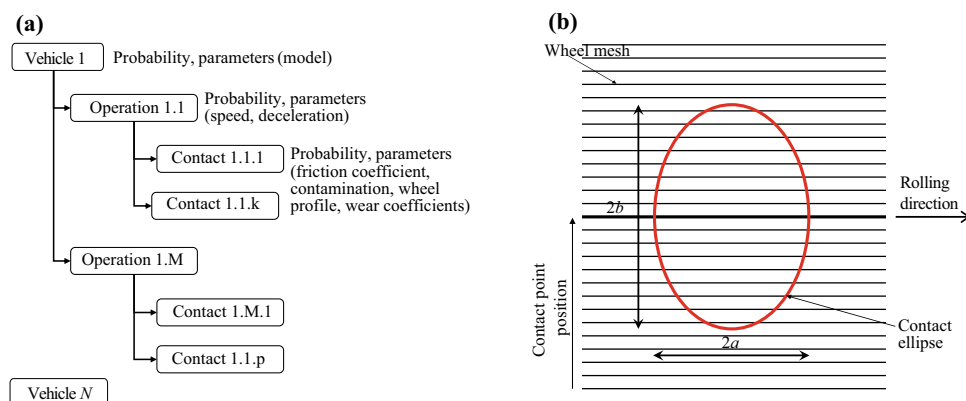 (a)
Vehicle 1
Probability, parameters (model)
Operation 1.1
Probability, parameters
(speed, deceleration)
Contact 1.1.1
Probability, parameters
(friction coefficient,
contamination, wheel
profile, wear coefficients)
Contact 1.1.k
Operation 1.M
Contact 1.M.1
Contact 1.1.p
Vehicle N
(b)
Wheel mesh
2b
Rolling
direction
Contact point
position
2a
Contact
ellipse